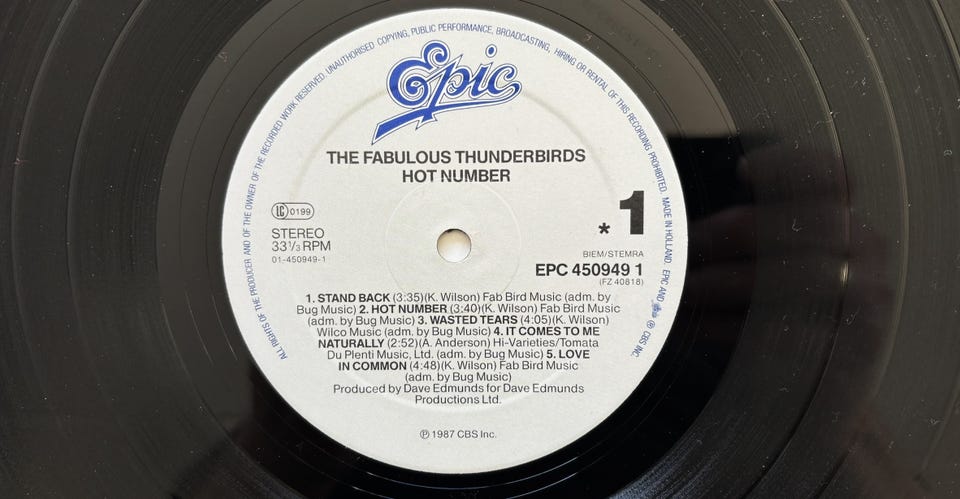 ALL RIGHTS OF THE PRODUCER AND OF THE OWNER OF THE RECORDED WORK RESERVED. UNAUTHORISED COPYING, PUBLIC PERFORMANCE, BROADCASTING, HIRING OR RENTAL OF THIS RECORDING PROHIBITED. MADE IN HOLLAND. EPIC AND ℗ CBS INC.
Epic
THE FABULOUS THUNDERBIRDS
HOT NUMBER
LC 0199
* 1
STEREO
33 1/3 RPM
01-450949-1
BIEM/STEMRA
EPC 450949 1
(FZ 40818)
1. STAND BACK (3:35)(K. Wilson) Fab Bird Music (adm. by
Bug Music) 2. HOT NUMBER (3:40)(K. Wilson) Fab Bird Music
(adm. by Bug Music) 3. WASTED TEARS (4:05)(K. Wilson)
Wilco Music (adm. by Bug Music) 4. IT COMES TO ME
NATURALLY (2:52)(A. Anderson) Hi-Varieties/Tomata
Du Plenti Music, Ltd. (adm. by Bug Music) 5. LOVE
IN COMMON (4:48)(K. Wilson) Fab Bird Music
(adm. by Bug Music)
Produced by Dave Edmunds for Dave Edmunds
Productions Ltd.
℗ 1987 CBS Inc.